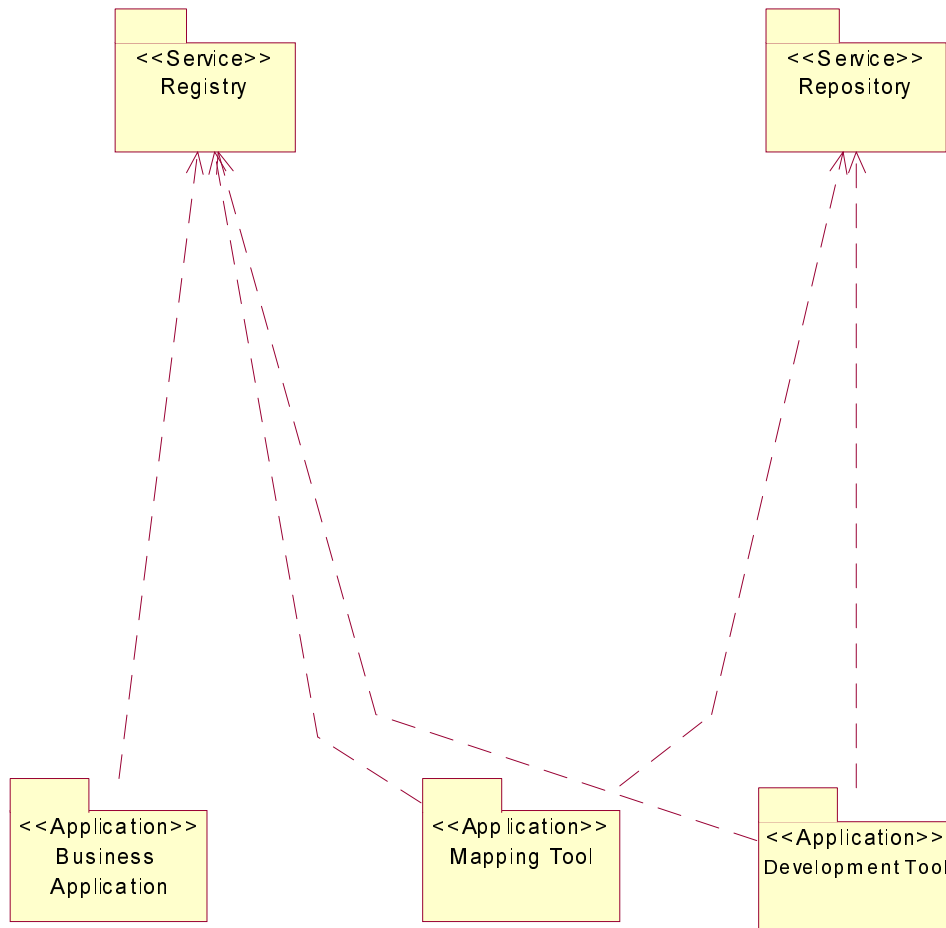 <<Service>>
Registry
<<Service>>
Repository
<<Application>>
Business
Application
<<Application>>
Mapping Tool
<<Application>>
Development Tool